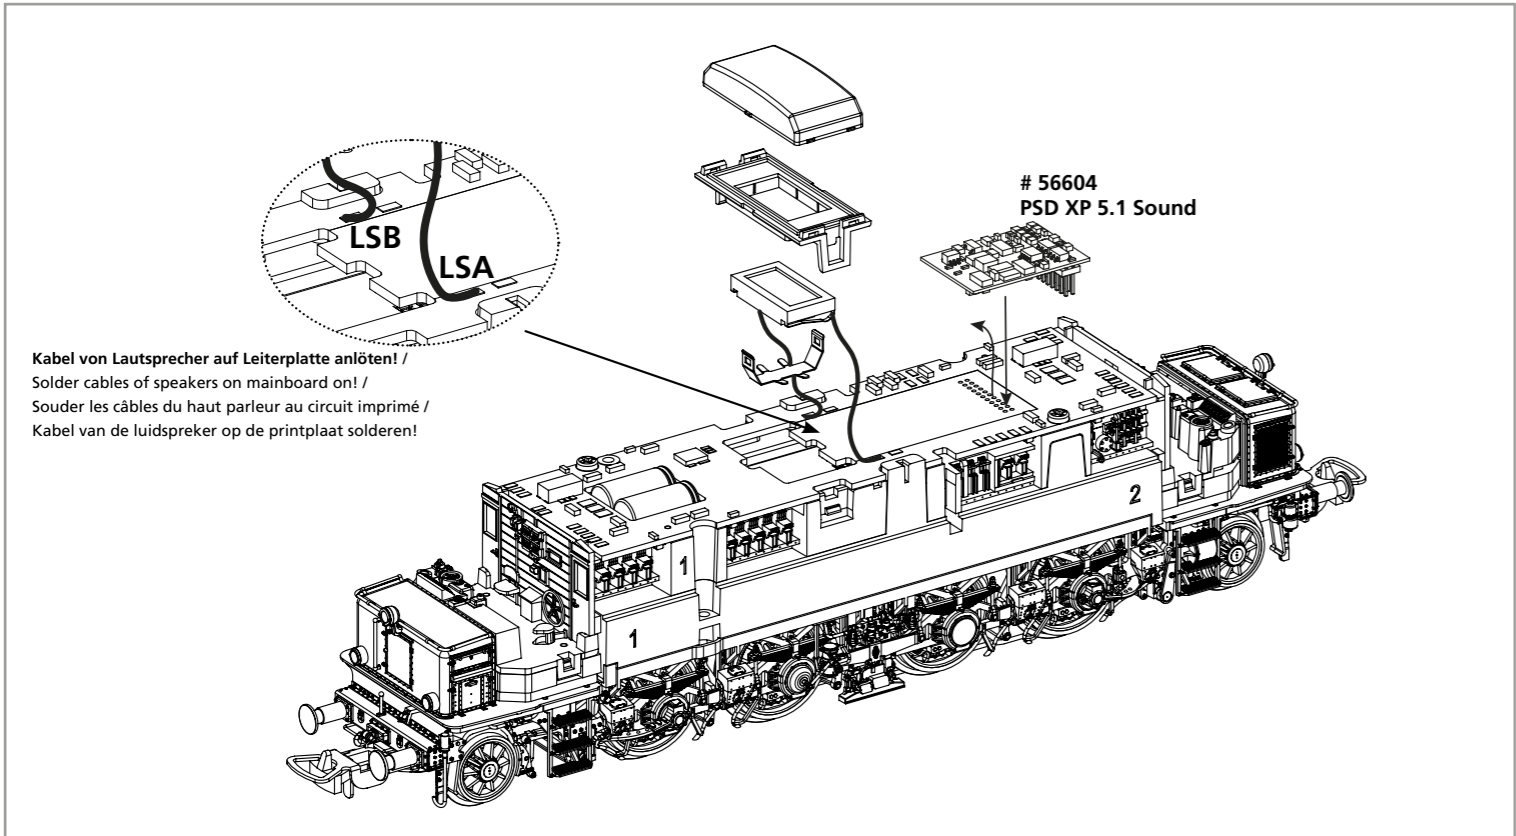 # 56604
PSD XP 5.1 Sound
LSB
LSA
Kabel von Lautsprecher auf Leiterplatte anlöten! /
Solder cables of speakers on mainboard on! /
Souder les câbles du haut parleur au circuit imprimé /
Kabel van de luidspreker op de printplaat solderen!
2
1
1